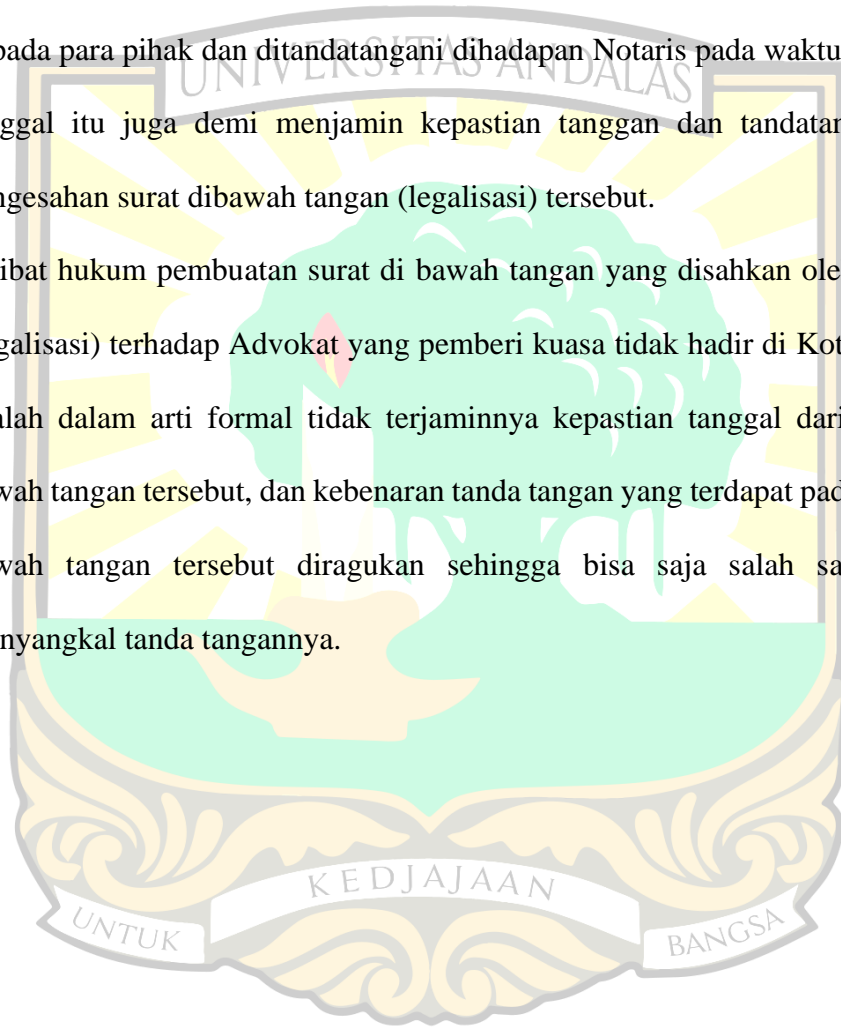 pada para pihak dan ditandatangani dihadapan Notaris pada waktu
ggal itu juga demi menjamin kepastian tanggan dan tandatan
ngesahan surat dibawah tangan (legalisasi) tersebut.
ibat hukum pembuatan surat di bawah tangan yang disahkan ole
galisasi) terhadap Advokat yang pemberi kuasa tidak hadir di Kot
alah dalam arti formal tidak terjaminnya kepastian tanggal dari
wah tangan tersebut, dan kebenaran tanda tangan yang terdapat pad
wah tangan tersebut diragukan sehingga bisa saja salah sa
nyangkal tanda tangannya.
UNIVERSITAS ANDALAS
UNTUK KEDJAJAAN BANGSA